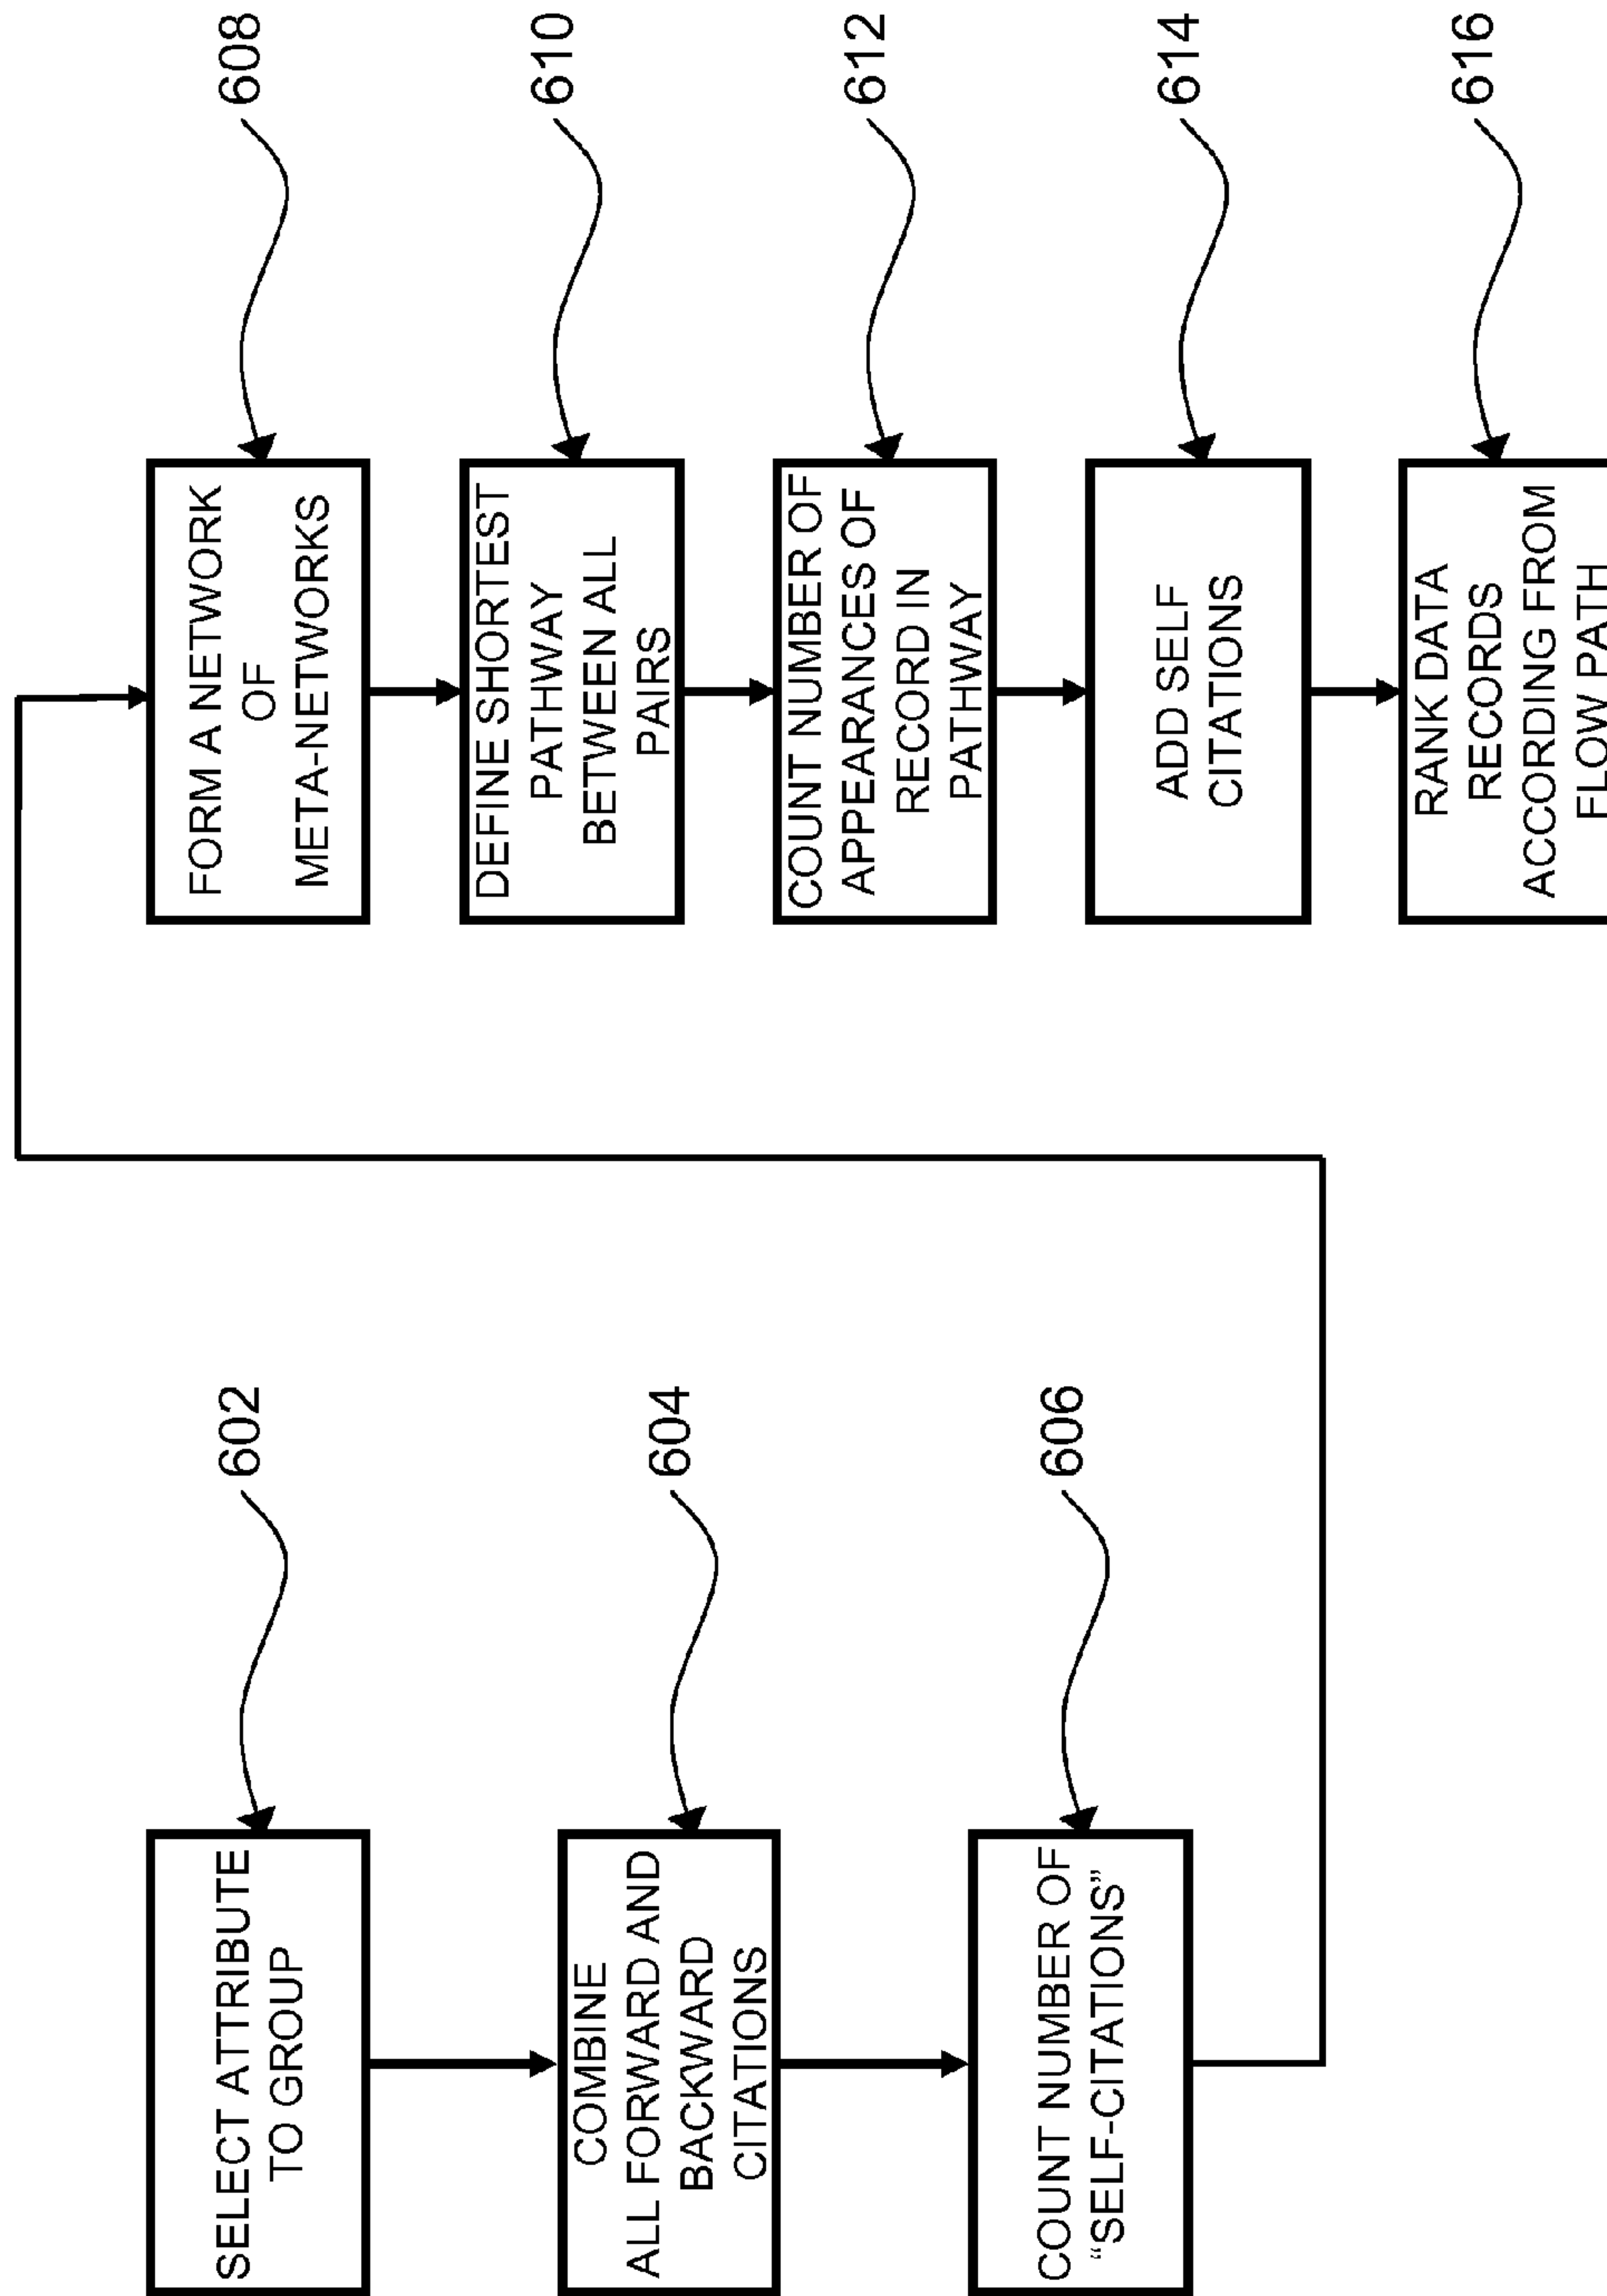 SELECT ATTRIBUTE
TO GROUP
602
COMBINE
ALL FORWARD AND
BACKWARD
CITATIONS
604
COUNT NUMBER OF
“SELF-CITATIONS”
606
FORM A NETWORK
OF
META-NETWORKS
608
DEFINE SHORTEST
PATHWAY
BETWEEN ALL
PAIRS
610
COUNT NUMBER OF
APPEARANCES OF
RECORD IN
PATHWAY
612
ADD SELF
CITATIONS
614
RANK DATA
RECORDS
ACCORDING FROM
FLOW PATH
616